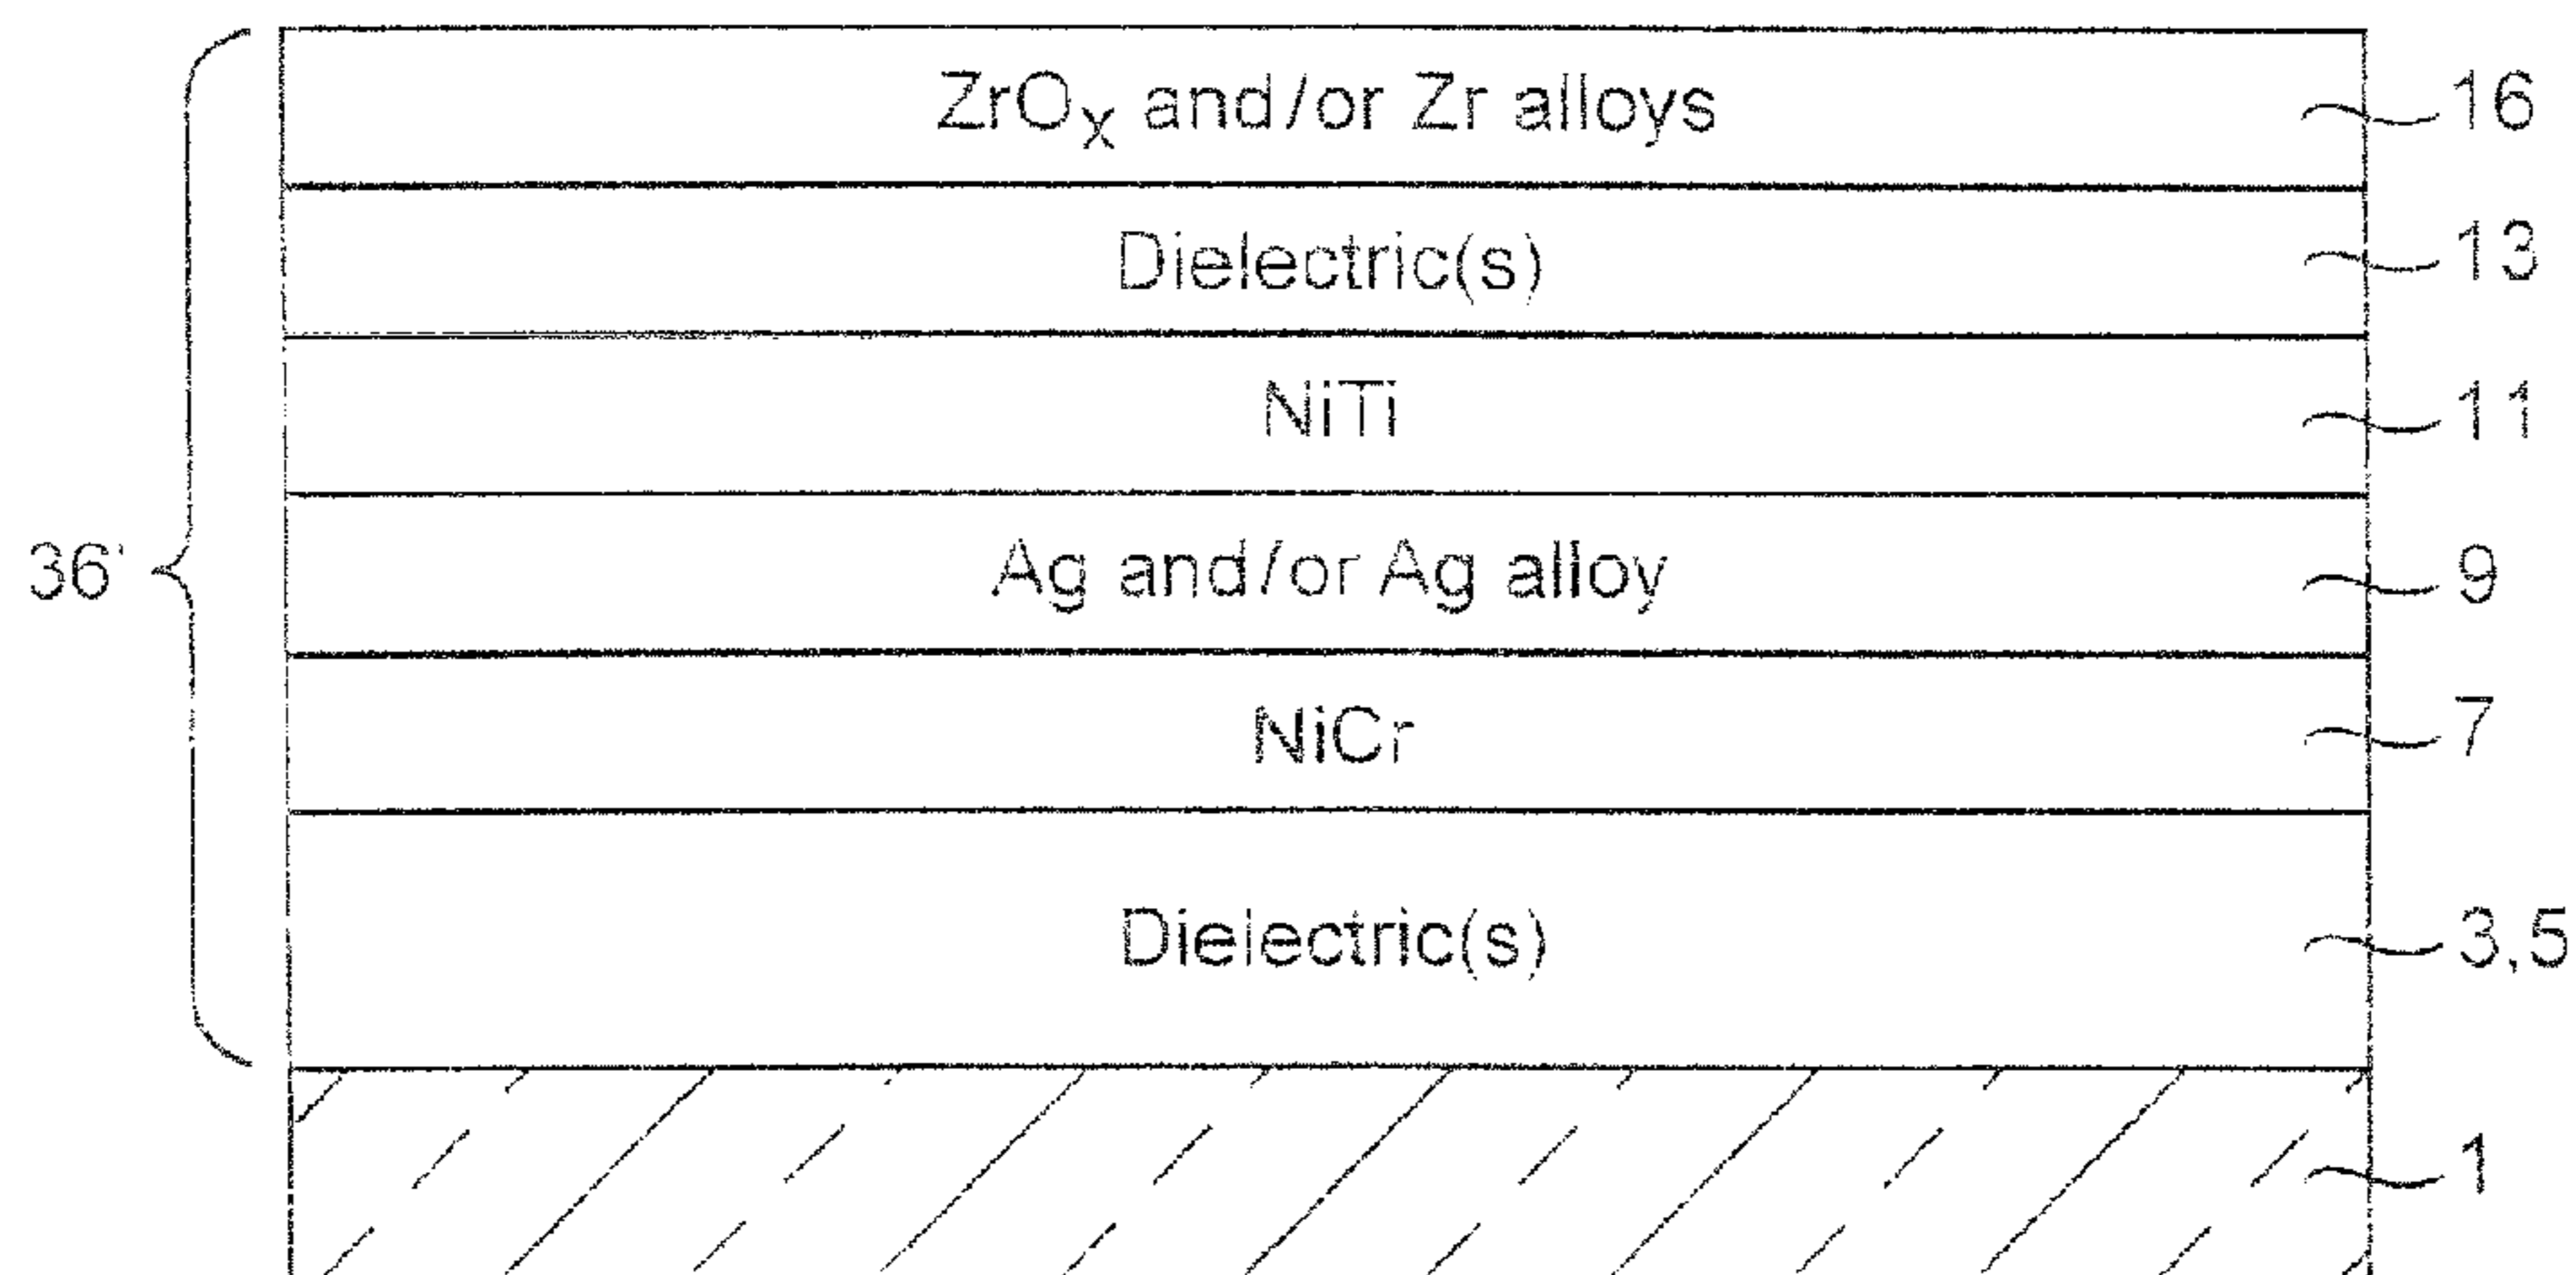 ZrOx and/or Zr alloys 16
Dielectric(s) 13
NiTi 11
36' Ag and/or Ag alloy 9
NiCr 7
Dielectric(s) 3,5
1